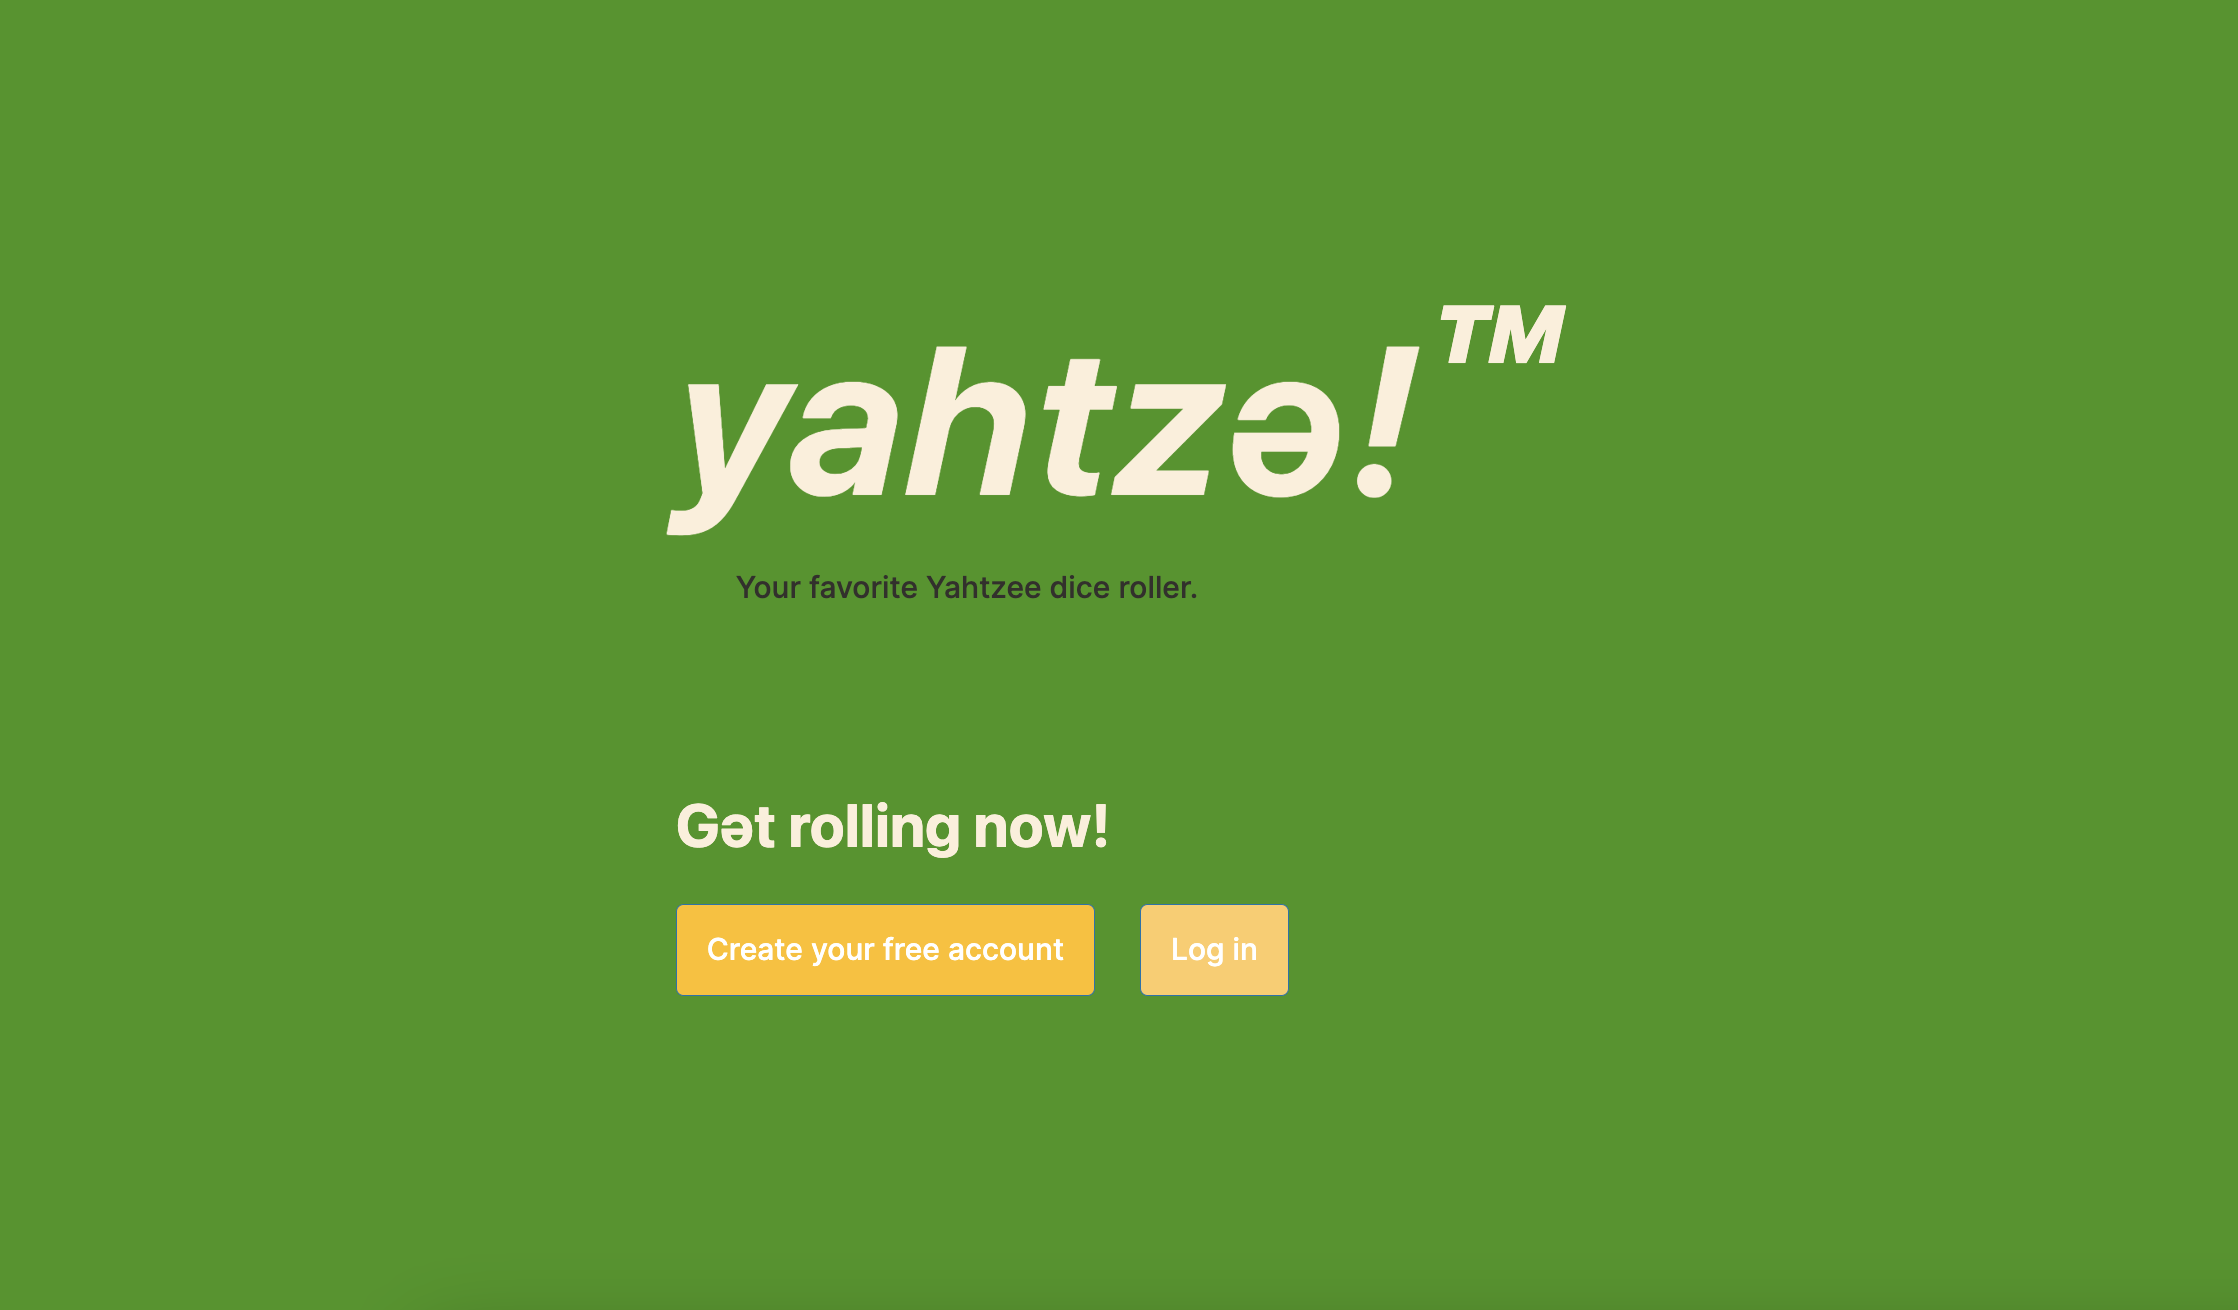 yahtzə!™
Your favorite Yahtzee dice roller.
Gət rolling now!
Create your free account
Log in